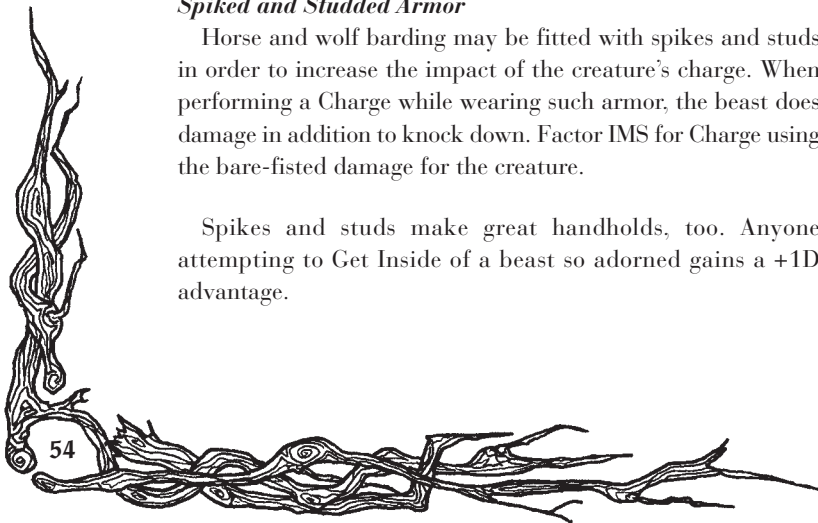 Spiked and Studded Armor
Horse and wolf barding may be fitted with spikes and studs
in order to increase the impact of the creature's charge. When
performing a Charge while wearing such armor, the beast does
damage in addition to knock down. Factor IMS for Charge using
the bare-fisted damage for the creature.
Spikes and studs make great handholds, too. Anyone
attempting to Get Inside of a beast so adorned gains a +1D
advantage.
54